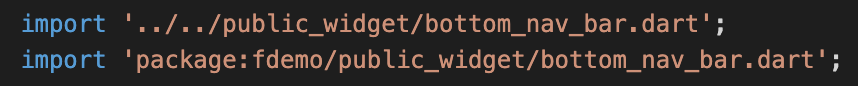 import '../../public_widget/bottom_nav_bar.dart';
import 'package:fdemo/public_widget/bottom_nav_bar.dart';